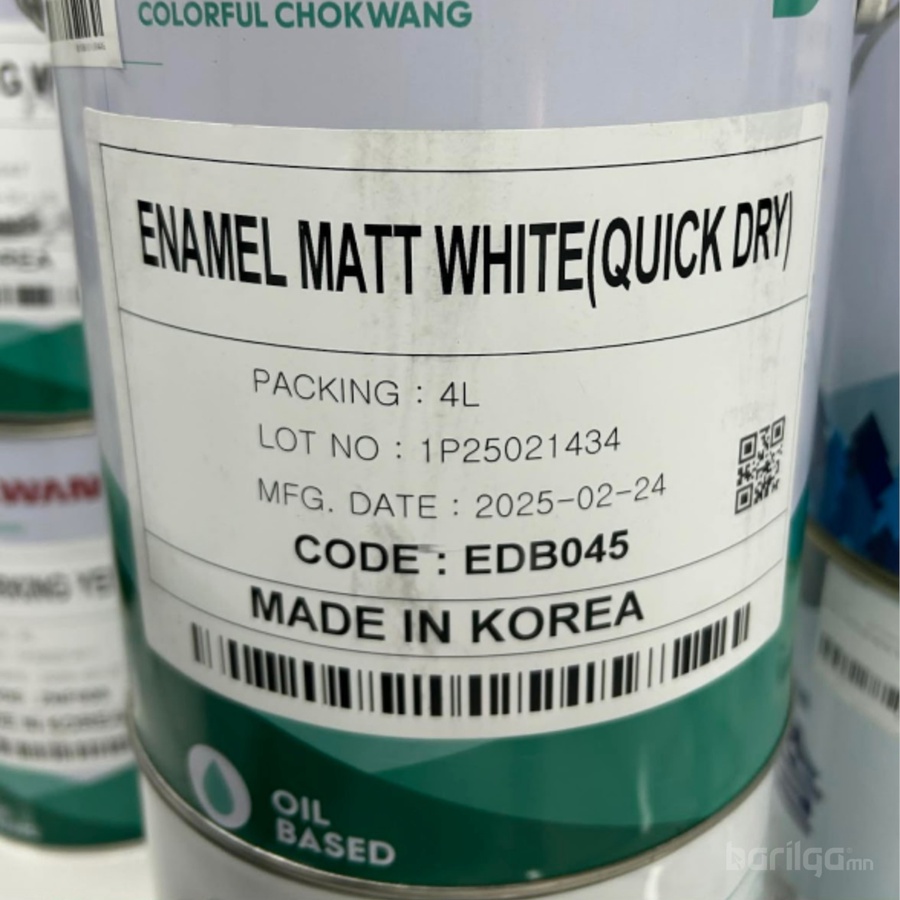 COLORFUL CHOKWANG
ENAMEL MATT WHITE(QUICK DRY)
PACKING : 4L
LOT NO : 1P25021434
MFG. DATE : 2025-02-24
CODE : EDB045
MADE IN KOREA
OIL
BASED
barilga.mn